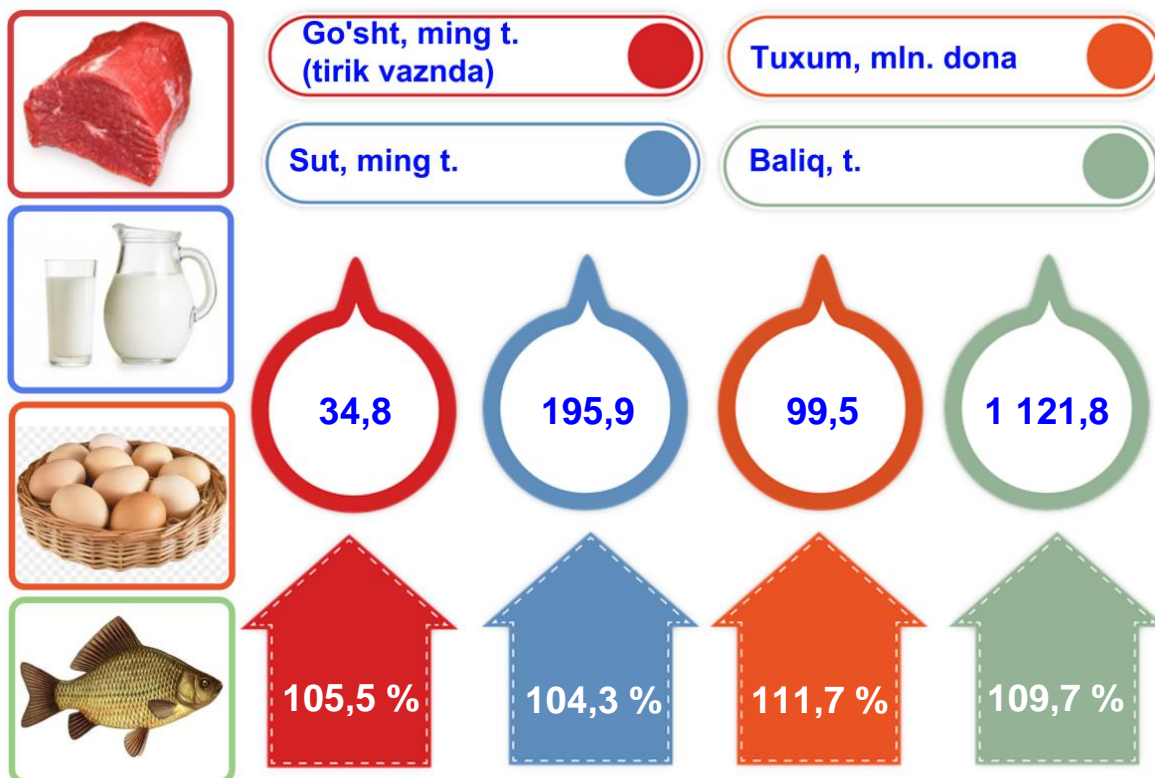 Go'sht, ming t.
(tirik vaznda)
Tuxum, mln. dona
Sut, ming t.
Baliq, t.
34,8
195,9
99,5
1 121,8
105,5 %
104,3 %
111,7 %
109,7 %